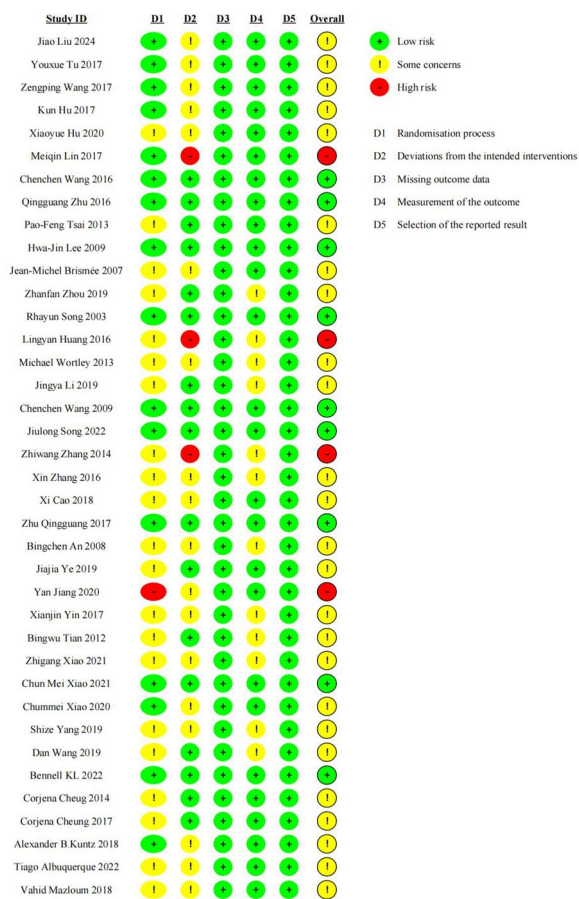 Study ID D1 D2 D3 D4 D5 Overall
Jiao Liu 2024 + ! + + + !
Youxue Tu 2017 + ! + + + !
Zengping Wang 2017 + ! + + + !
Kun Hu 2017 + ! + + + !
Xiaoyue Hu 2020 ! ! + + + !
Meiqin Lin 2017 + - + + + -
Chenchen Wang 2016 + + + + + +
Qingguang Zhu 2016 + + + + + +
Pao-Feng Tsai 2013 ! + + + + !
Hwa-Jin Lee 2009 + + + + + +
Jean-Michel Brismée 2007 ! ! + + + !
Zhanfan Zhou 2019 ! + + ! + !
Rhayun Song 2003 + + + + + +
Lingyan Huang 2016 ! - + ! + -
Michael Wortley 2013 ! ! + ! + !
Jingya Li 2019 ! + + ! + !
Chenchen Wang 2009 + + + + + +
Jiulong Song 2022 + + + + + +
Zhiwang Zhang 2014 ! - + ! + -
Xin Zhang 2016 ! ! + ! + !
Xi Cao 2018 ! ! + + + !
Zhu Qingguang 2017 + + + + + +
Bingchen An 2008 ! ! + ! + !
Jiajia Ye 2019 ! + + + + !
Yan Jiang 2020 - ! + + + -
Xianjin Yin 2017 ! ! + ! + !
Bingwu Tian 2012 ! + + ! + !
Zhigang Xiao 2021 ! ! + ! + !
Chun Mei Xiao 2021 + + + + + +
Chummei Xiao 2020 + ! + + + !
Shize Yang 2019 ! ! + ! + !
Dan Wang 2019 ! + + ! + !
Bennell KL 2022 + + + + + +
Corjena Cheug 2014 ! + + + + !
Corjena Cheung 2017 ! + + + + !
Alexander B.Kuntz 2018 + ! + + + !
Tiago Albuquerque 2022 ! ! + + + !
Vahid Mazloum 2018 ! ! + + + !
+ Low risk
! Some concerns
- High risk
D1 Randomisation process
D2 Deviations from the intended interventions
D3 Missing outcome data
D4 Measurement of the outcome
D5 Selection of the reported result